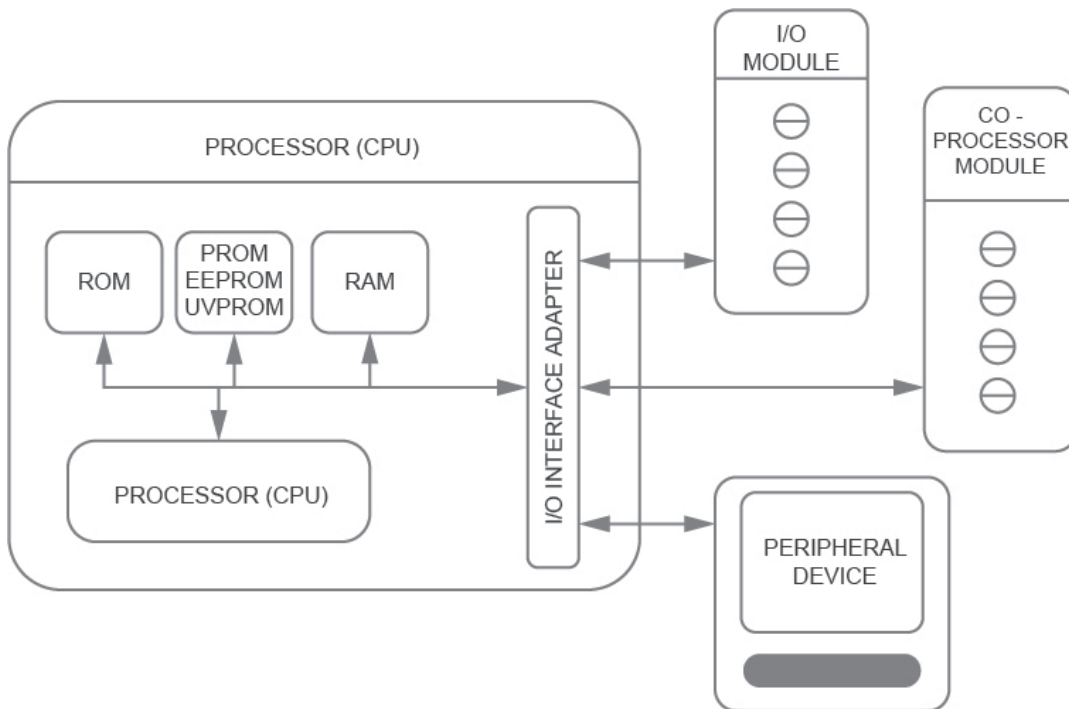 I/O
MODULE
CO -
PROCESSOR
MODULE
PROCESSOR (CPU)
ROM
PROM
EEPROM
UVPROM
RAM
I/O INTERFACE ADAPTER
PROCESSOR (CPU)
PERIPHERAL
DEVICE